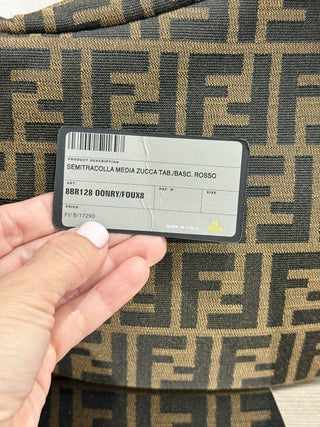 PRODUCT DESCRIPTION
SEMITRACOLLA MEDIA ZUCCA TAB./BASC. ROSSO
ART. REF. N° SIZE
8BR128 00NRY/F0UX8
PRICE
FI/ B/17290
MADE IN ITALY